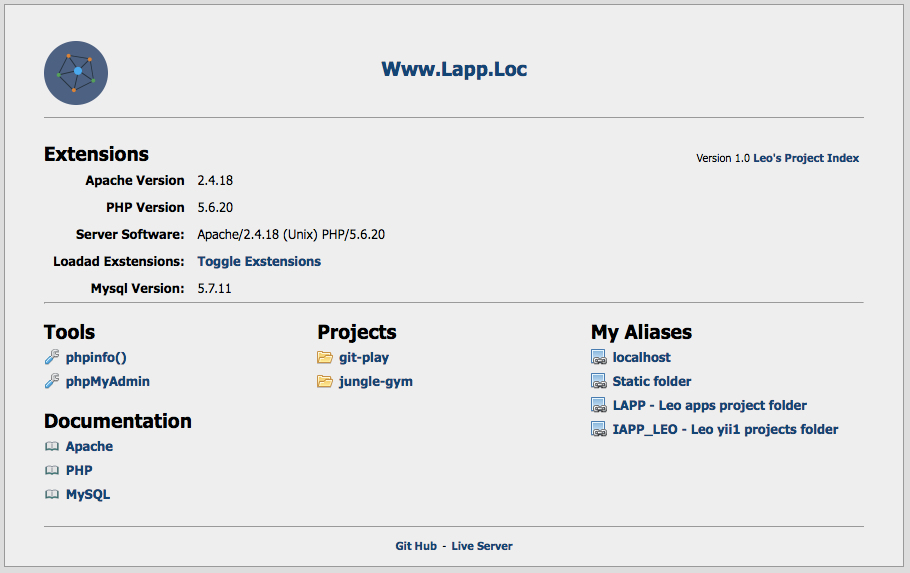 Www.Lapp.Loc
Extensions
Version 1.0 Leo's Project Index
Apache Version 2.4.18
PHP Version 5.6.20
Server Software: Apache/2.4.18 (Unix) PHP/5.6.20
Loadad Exstensions: Toggle Exstensions
Mysql Version: 5.7.11
Tools
phpinfo()
phpMyAdmin
Documentation
Apache
PHP
MySQL
Projects
git-play
jungle-gym
My Aliases
localhost
Static folder
LAPP - Leo apps project folder
IAPP_LEO - Leo yii1 projects folder
Git Hub - Live Server